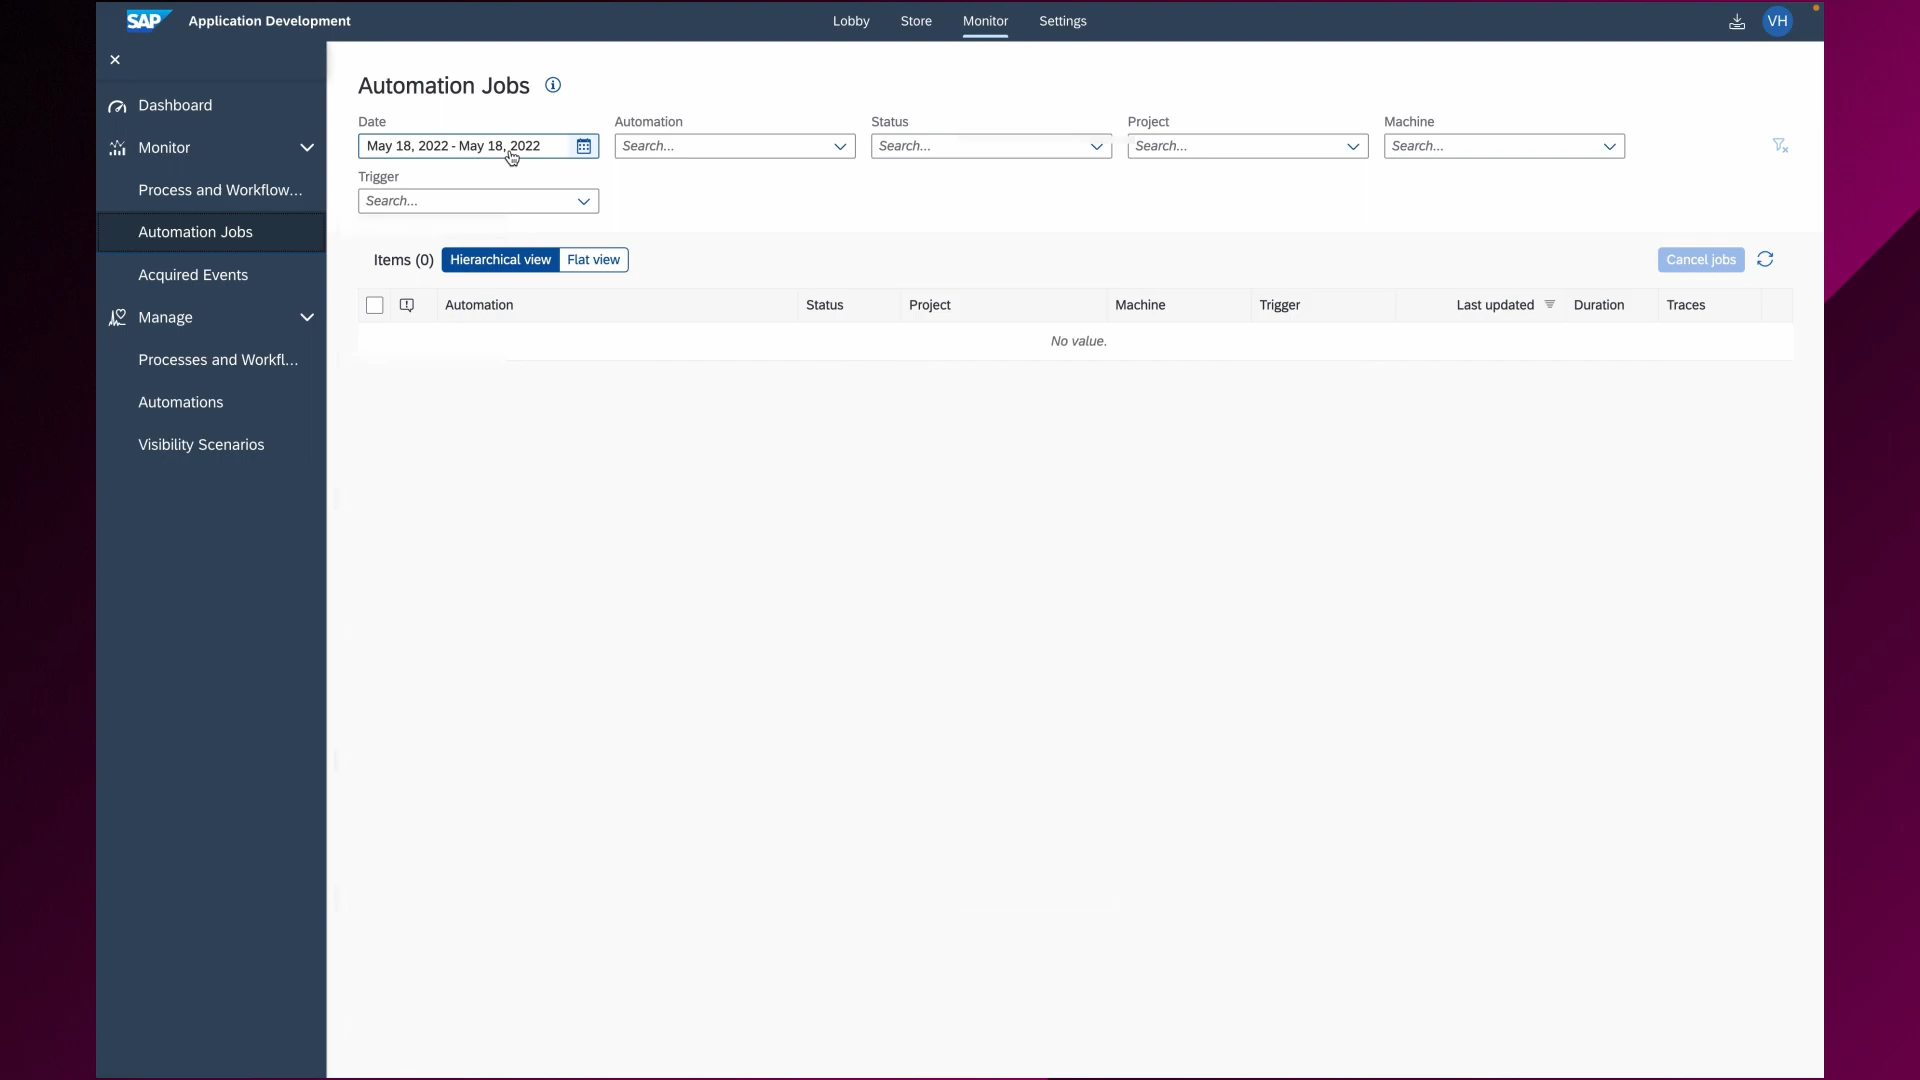 SAP Application Development Lobby Store Monitor Settings VH
Dashboard
Monitor
Process and Workflow...
Automation Jobs
Acquired Events
Manage
Processes and Workfl...
Automations
Visibility Scenarios
Automation Jobs
Date Automation Status Project Machine
May 18, 2022 - May 18, 2022 Search... Search... Search... Search...
Trigger
Search...
Items (0) Hierarchical view Flat view Cancel jobs
Automation Status Project Machine Trigger Last updated Duration Traces
No value.